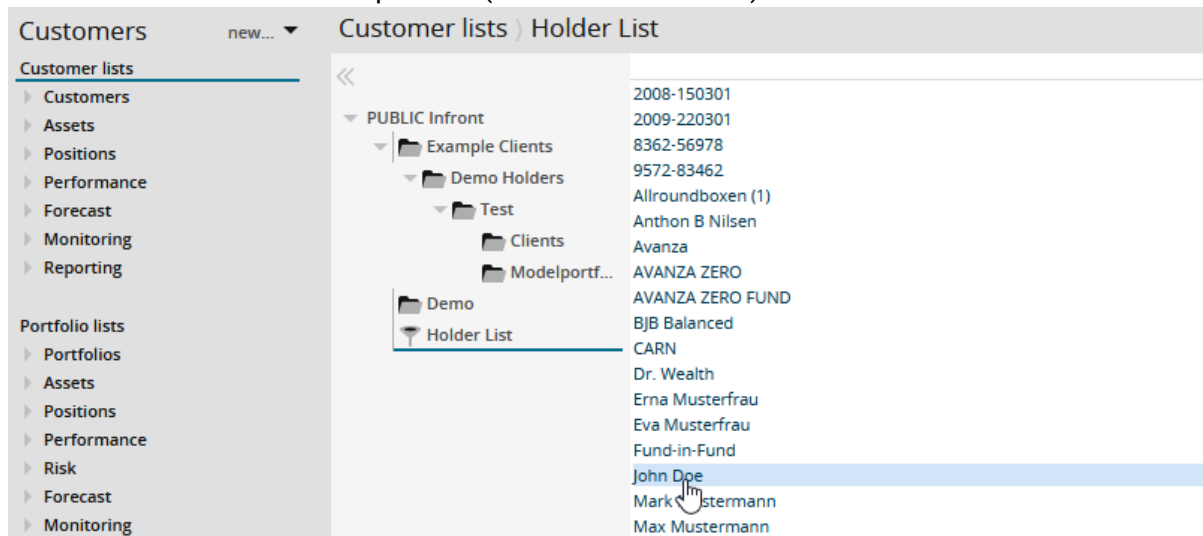 Customers new...
Customer lists
Customers
Assets
Positions
Performance
Forecast
Monitoring
Reporting
Portfolio lists
Portfolios
Assets
Positions
Performance
Risk
Forecast
Monitoring
Customer lists 〉 Holder List
PUBLIC Infront
Example Clients
Demo Holders
Test
Clients
Modelportf...
Demo
Holder List
2008-150301
2009-220301
8362-56978
9572-83462
Allroundboxen (1)
Anthon B Nilsen
Avanza
AVANZA ZERO
AVANZA ZERO FUND
BJB Balanced
CARN
Dr. Wealth
Erna Musterfrau
Eva Musterfrau
Fund-in-Fund
John Doe
Mark
Max Mustermann